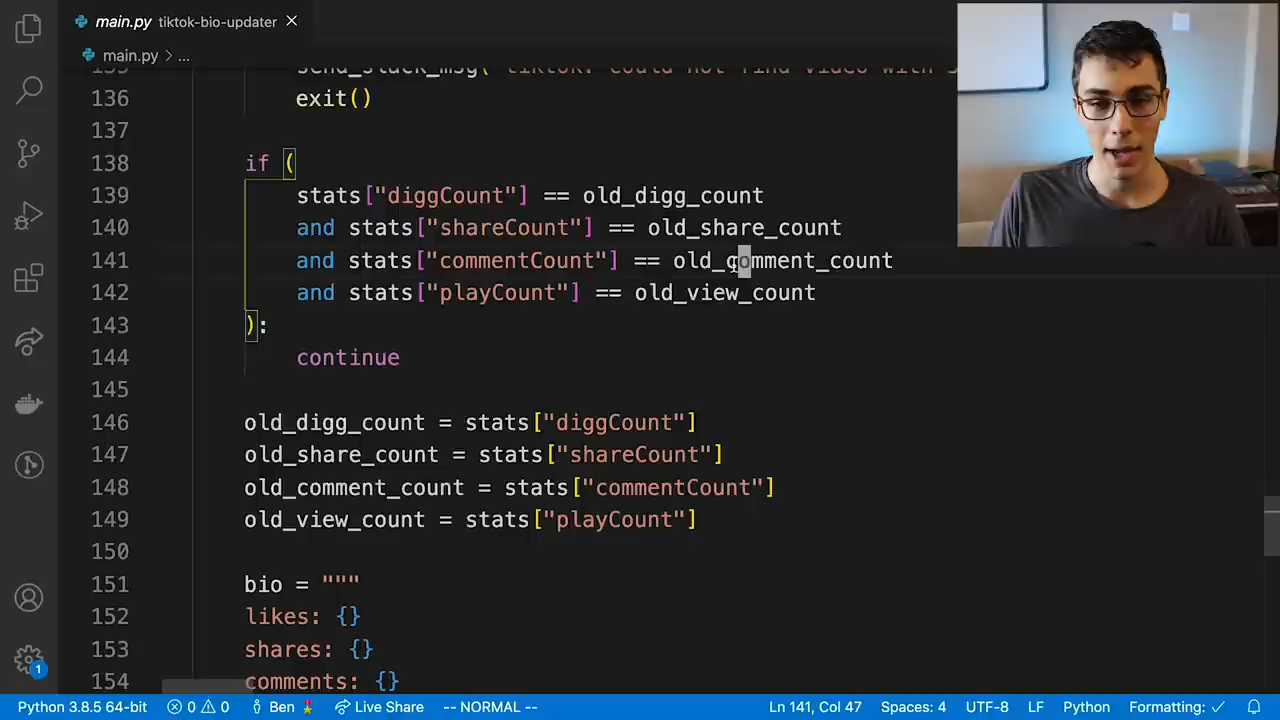 main.py tiktok-bio-updater
main.py > ...
136 exit()
137
138 if (
139 stats["diggCount"] == old_digg_count
140 and stats["shareCount"] == old_share_count
141 and stats["commentCount"] == old_comment_count
142 and stats["playCount"] == old_view_count
143 ):
144 continue
145
146 old_digg_count = stats["diggCount"]
147 old_share_count = stats["shareCount"]
148 old_comment_count = stats["commentCount"]
149 old_view_count = stats["playCount"]
150
151 bio = """
152 likes: {}
153 shares: {}
154 comments: {}
1
Python 3.8.5 64-bit 0 0 Ben Live Share -- NORMAL -- Ln 141, Col 47 Spaces: 4 UTF-8 LF Python Formatting: ✓